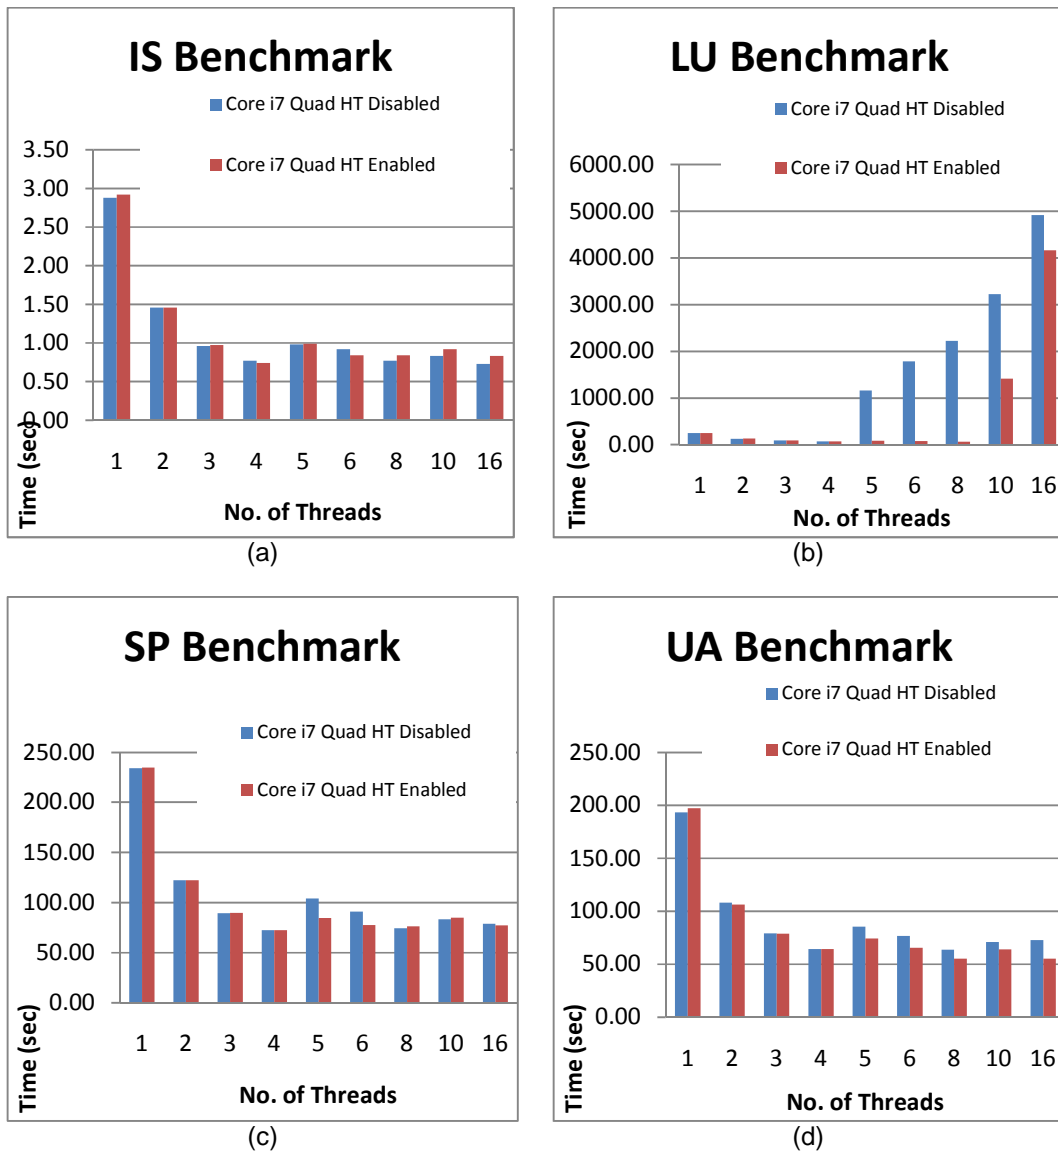 IS Benchmark
Core i7 Quad HT Disabled
Core i7 Quad HT Enabled
3.50
3.00
2.50
2.00
1.50
1.00
0.50
0.00
Time (sec)
1 2 3 4 5 6 8 10 16
No. of Threads
(a)
LU Benchmark
Core i7 Quad HT Disabled
Core i7 Quad HT Enabled
6000.00
5000.00
4000.00
3000.00
2000.00
1000.00
0.00
Time (sec)
1 2 3 4 5 6 8 10 16
No. of Threads
(b)
SP Benchmark
Core i7 Quad HT Disabled
Core i7 Quad HT Enabled
250.00
200.00
150.00
100.00
50.00
0.00
Time (sec)
1 2 3 4 5 6 8 10 16
No. of Threads
(c)
UA Benchmark
Core i7 Quad HT Disabled
Core i7 Quad HT Enabled
250.00
200.00
150.00
100.00
50.00
0.00
Time (sec)
1 2 3 4 5 6 8 10 16
No. of Threads
(d)